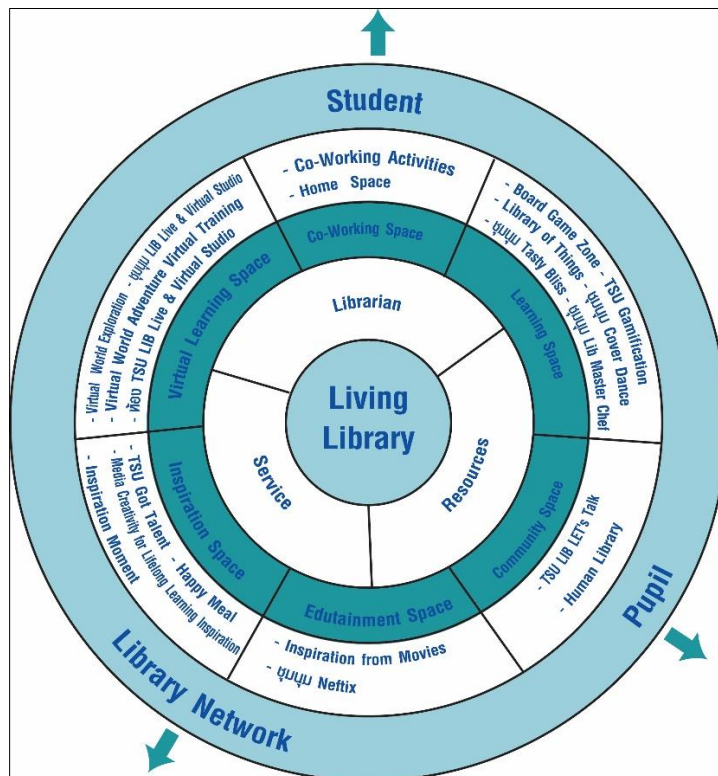 Student
- Co-Working Activities
- Home Space
Co-Working Space
- Board Game Zone - TSU Gamification
- Library of Things - ชุมนุม Cover Dance
- ชุมนุม Tasty Bliss - ชุมนุม Lib Master Chef
Learning Space
- TSU LIB LET's Talk
- Human Library
Community Space
Pupil
- Inspiration from Movies
- ชุมนุม Neftix
Edutainment Space
- TSU Got Talent - Happy Meal
- Media Creativity for Lifelong Learning Inspiration
- Inspiration Moment
Inspiration Space
Library Network
- Virtual World Exploration - ชุมนุม LIB Live & Virtual Studio
- Virtual World Adventure Virtual Training
- ห้อง TSU LIB Live & Virtual Studio
Virtual Learning Space
Librarian
Resources
Service
Living
Library